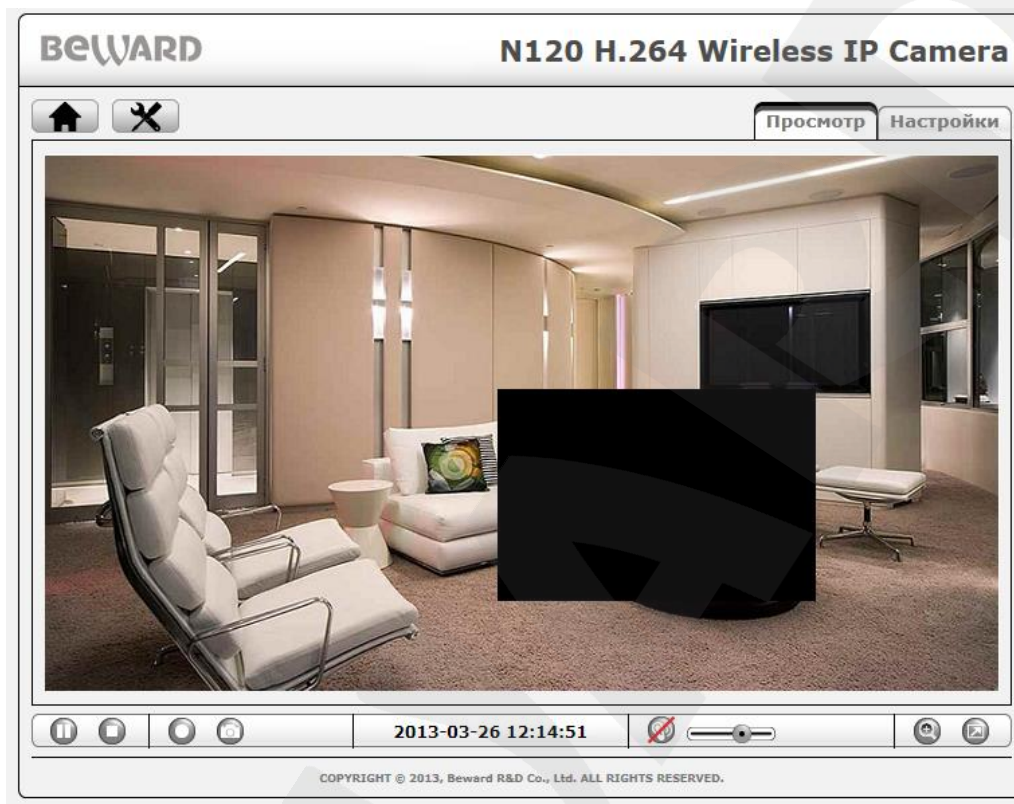 BEWARD
N120 H.264 Wireless IP Camera
Просмотр Настройки
2013-03-26 12:14:51
COPYRIGHT © 2013, Beward R&D Co., Ltd. ALL RIGHTS RESERVED.